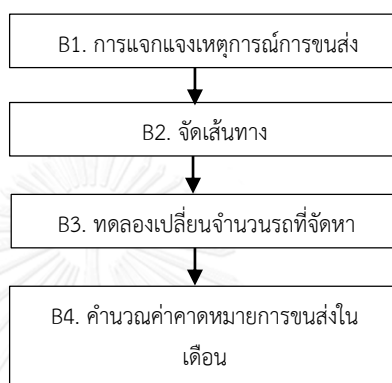 B1. การแจกแจงเหตุการณ์การขนส่ง
B2. จัดเส้นทาง
B3. ทดลองเปลี่ยนจำนวนรถที่จัดหา
B4. คำนวณค่าคาดหมายการขนส่งใน
เดือน